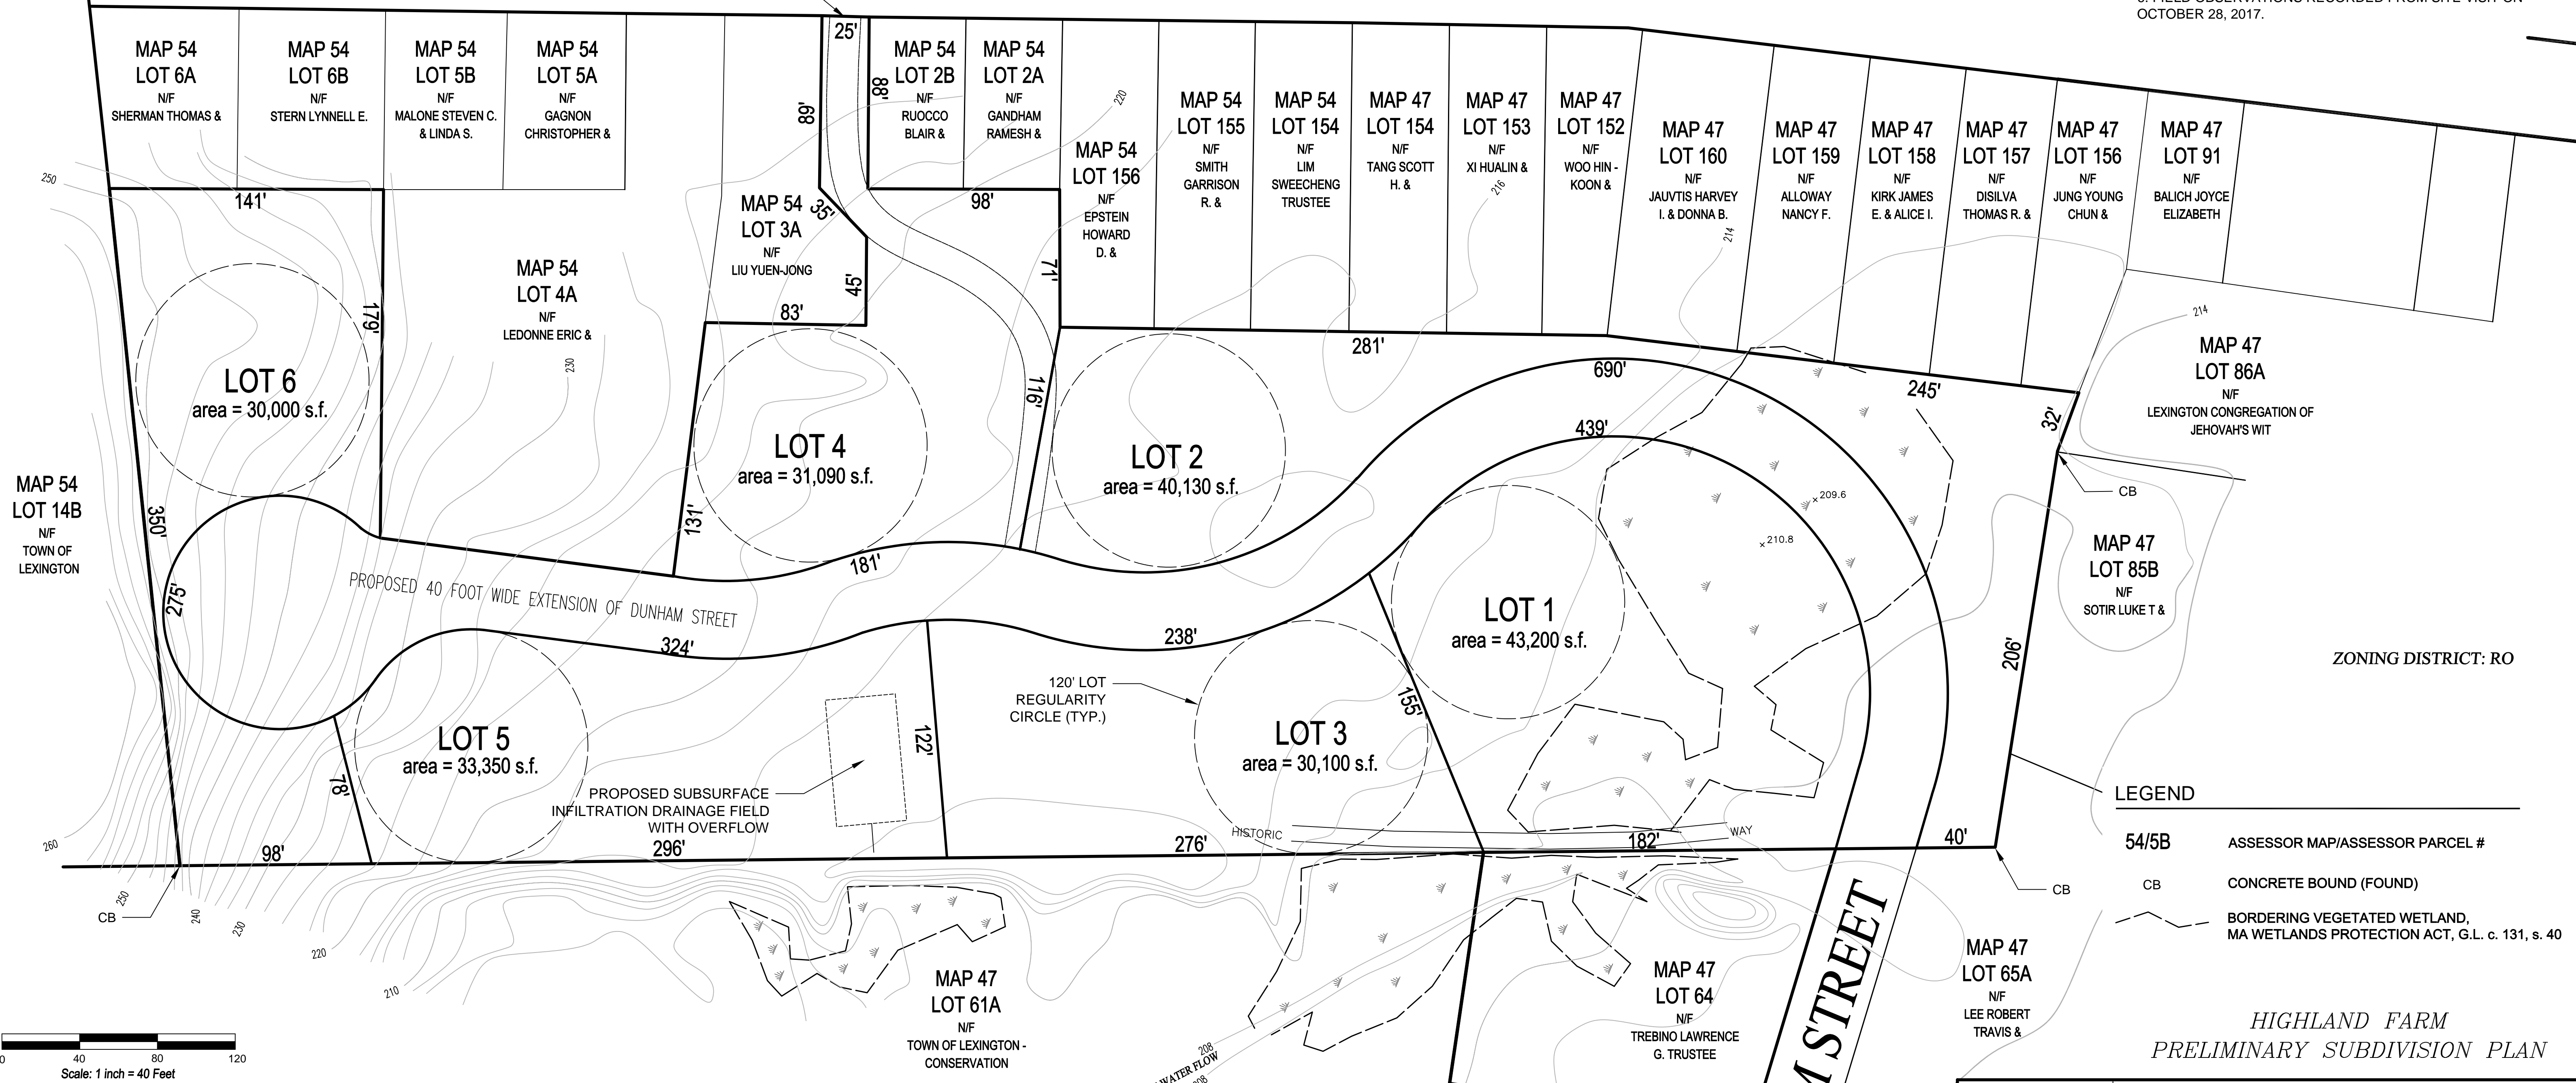 OCTOBER 28, 2017.
25'
MAP 54
LOT 6A
N/F
SHERMAN THOMAS &
MAP 54
LOT 6B
N/F
STERN LYNNELL E.
MAP 54
LOT 5B
N/F
MALONE STEVEN C.
& LINDA S.
MAP 54
LOT 5A
N/F
GAGNON
CHRISTOPHER &
89'
88'
MAP 54
LOT 2B
N/F
RUOCCO
BLAIR &
MAP 54
LOT 2A
N/F
GANDHAM
RAMESH &
220
MAP 54
LOT 156
N/F
EPSTEIN
HOWARD
D. &
MAP 54
LOT 155
N/F
SMITH
GARRISON
R. &
MAP 54
LOT 154
N/F
LIM
SWEECHENG
TRUSTEE
MAP 47
LOT 154
N/F
TANG SCOTT
H. &
MAP 47
LOT 153
N/F
XI HUALIN &
216
MAP 47
LOT 152
N/F
WOO HIN -
KOON &
MAP 47
LOT 160
N/F
JAUVTIS HARVEY
I. & DONNA B.
214
MAP 47
LOT 159
N/F
ALLOWAY
NANCY F.
MAP 47
LOT 158
N/F
KIRK JAMES
E. & ALICE I.
MAP 47
LOT 157
N/F
DISILVA
THOMAS R. &
MAP 47
LOT 156
N/F
JUNG YOUNG
CHUN &
MAP 47
LOT 91
N/F
BALICH JOYCE
ELIZABETH
250
141'
MAP 54
LOT 3A
N/F
LIU YUEN-JONG
35'
98'
45'
71'
83'
179'
MAP 54
LOT 4A
N/F
LEDONNE ERIC &
230
281'
690'
439'
245'
32'
214
MAP 47
LOT 86A
N/F
LEXINGTON CONGREGATION OF
JEHOVAH'S WIT
LOT 6
area = 30,000 s.f.
LOT 4
area = 31,090 s.f.
116'
131'
LOT 2
area = 40,130 s.f.
209.6
210.8
CB
MAP 54
LOT 14B
N/F
TOWN OF
LEXINGTON
350'
275'
PROPOSED 40 FOOT WIDE EXTENSION OF DUNHAM STREET
181'
324'
238'
MAP 47
LOT 85B
N/F
SOTIR LUKE T &
LOT 1
area = 43,200 s.f.
206'
ZONING DISTRICT: RO
120' LOT
REGULARITY
CIRCLE (TYP.)
155'
LOT 5
area = 33,350 s.f.
78'
122'
LOT 3
area = 30,100 s.f.
PROPOSED SUBSURFACE
INFILTRATION DRAINAGE FIELD
WITH OVERFLOW
HISTORIC
WAY
98'
296'
276'
182'
40'
LEGEND
54/5B
ASSESSOR MAP/ASSESSOR PARCEL #
CB
CONCRETE BOUND (FOUND)
BORDERING VEGETATED WETLAND,
MA WETLANDS PROTECTION ACT, G.L. c. 131, s. 40
260
CB
250
240
230
220
210
CB
MAP 47
LOT 61A
N/F
TOWN OF LEXINGTON -
CONSERVATION
208
208
WATER FLOW
MAP 47
LOT 64
N/F
TREBINO LAWRENCE
G. TRUSTEE
M STREET
MAP 47
LOT 65A
N/F
LEE ROBERT
TRAVIS &
0 40 80 120
Scale: 1 inch = 40 Feet
HIGHLAND FARM
PRELIMINARY SUBDIVISION PLAN